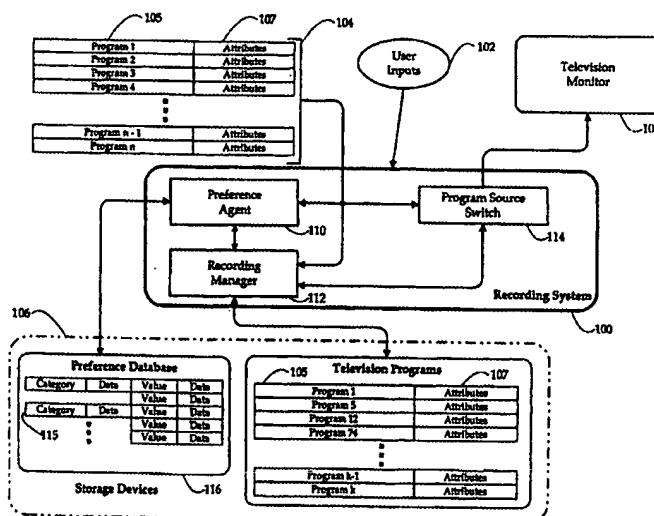 105
107
104
Program 1 Attributes
Program 2 Attributes
Program 3 Attributes
Program 4 Attributes
Program n - 1 Attributes
Program n Attributes
User
Inputs
102
Television
Monitor
10
Preference
Agent
110
Program Source
Switch
114
Recording
Manager
112
Recording System
100
106
Preference Database
Category Data Value Data
Value Data
Category Data Value Data
Value Data
Value Data
115
116
Storage Devices
Television Programs
105
107
Program 1 Attributes
Program 5 Attributes
Program 12 Attributes
Program 74 Attributes
Program k-1 Attributes
Program k Attributes